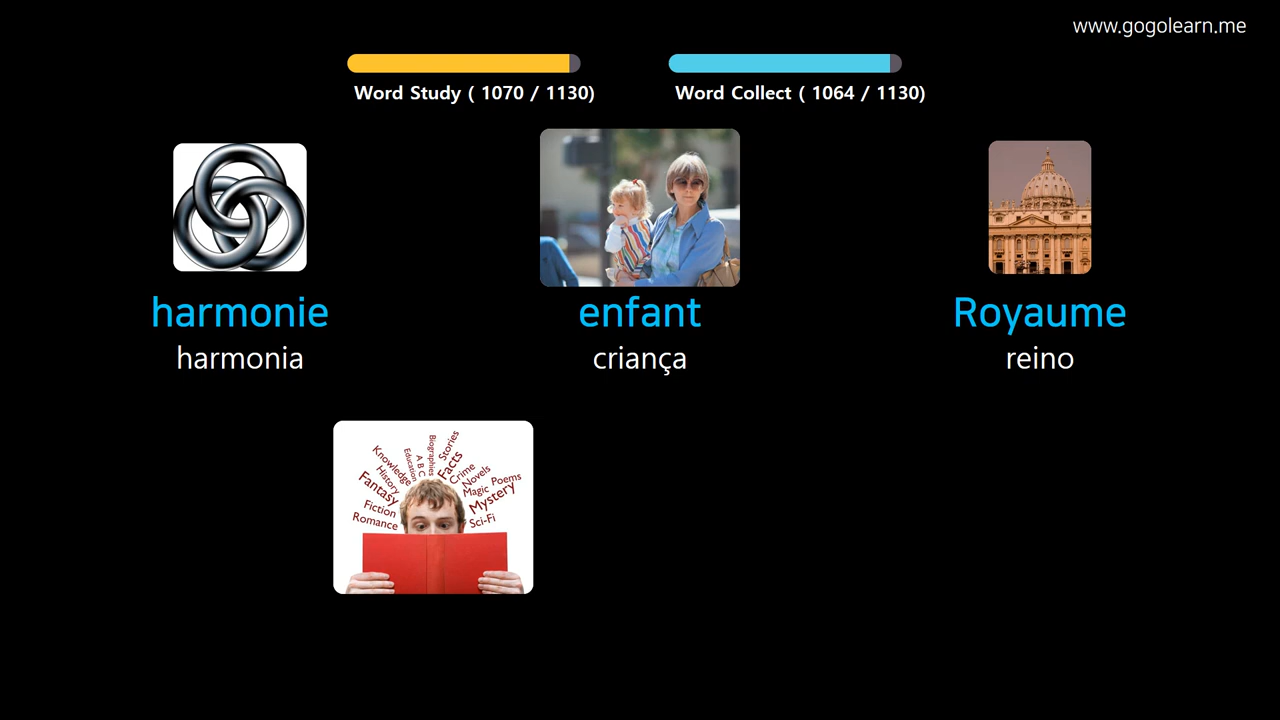 www.gogolearn.me
Word Study ( 1070 / 1130)
Word Collect ( 1064 / 1130)
harmonie
harmonia
enfant
criança
Royaume
reino
Stories
Biographies
Facts
A B C
Education
Crime
Knowledge
Novels
History
Magic
Poems
Fantasy
Mystery
Fiction
Romance
Sci-Fi